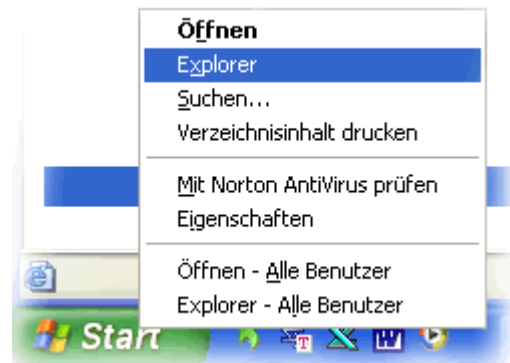 Öffnen
Explorer
Suchen...
Verzeichnisinhalt drucken
Mit Norton AntiVirus prüfen
Eigenschaften
Öffnen - Alle Benutzer
Explorer - Alle Benutzer
Start